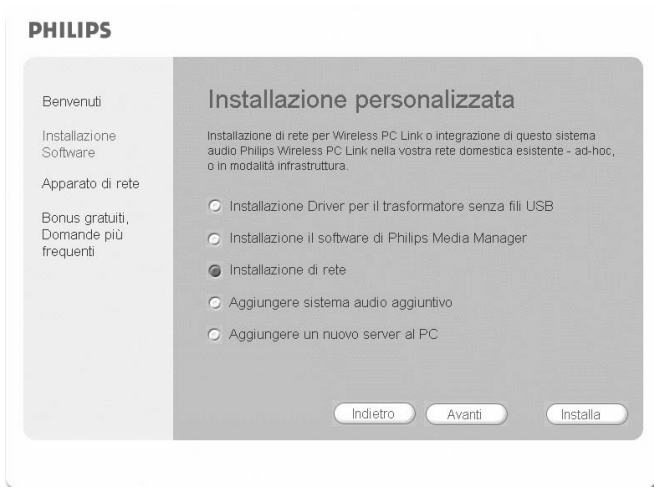 PHILIPS
Benvenuti
Installazione
Software
Apparato di rete
Bonus gratuiti,
Domande più
frequenti
Installazione personalizzata
Installazione di rete per Wireless PC Link o integrazione di questo sistema
audio Philips Wireless PC Link nella vostra rete domestica esistente - ad-hoc,
o in modalità infrastruttura.
Installazione Driver per il trasformatore senza fili USB
Installazione il software di Philips Media Manager
Installazione di rete
Aggiungere sistema audio aggiuntivo
Aggiungere un nuovo server al PC
Indietro
Avanti
Installa